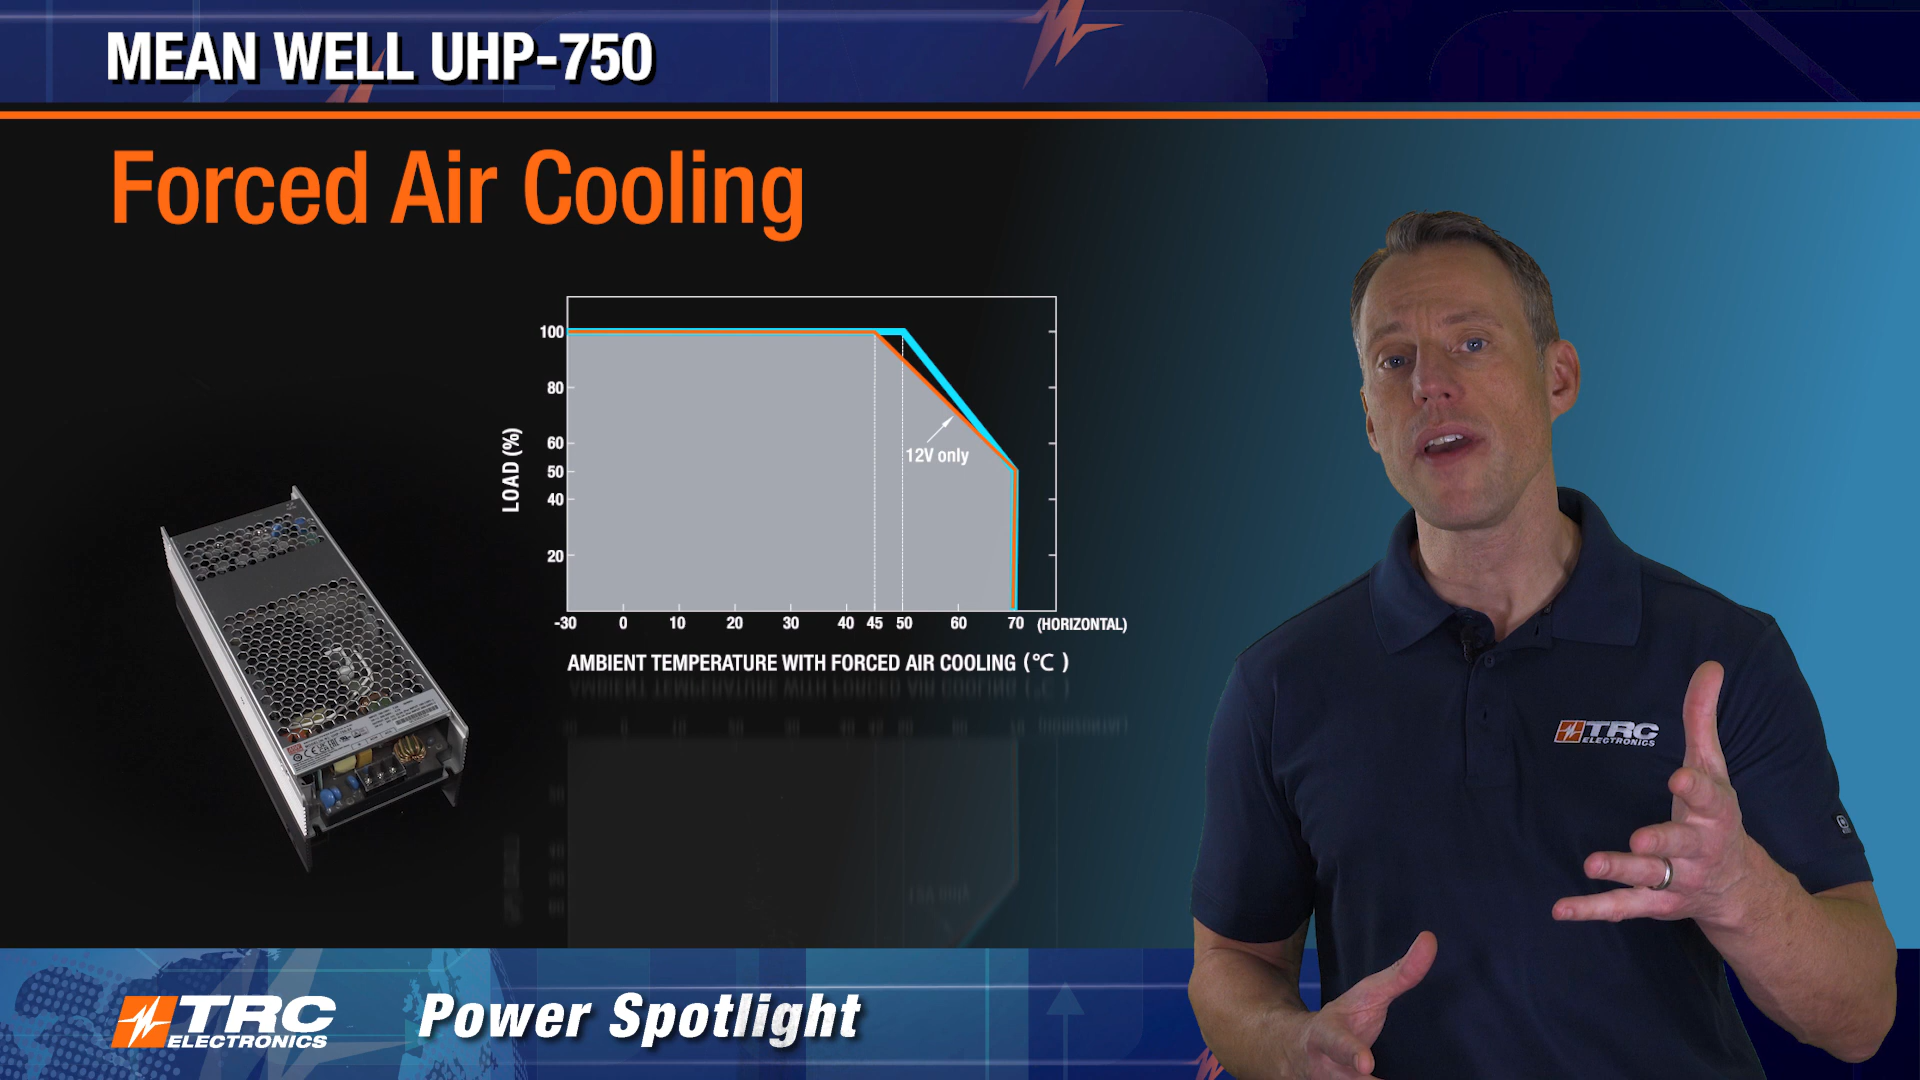 MEAN WELL UHP-750
Forced Air Cooling
100
80
60
50
40
20
LOAD (%)
12V only
-30 0 10 20 30 40 45 50 60 70 (HORIZONTAL)
AMBIENT TEMPERATURE WITH FORCED AIR COOLING (℃ )
TRC
ELECTRONICS
TRC
ELECTRONICS
Power Spotlight